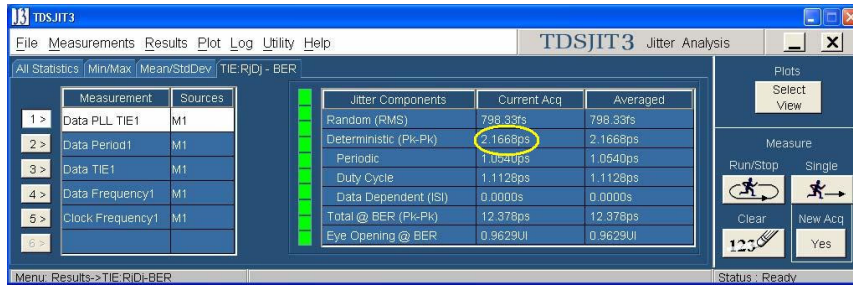 TDSJIT3
File Measurements Results Plot Log Utility Help
TDSJIT3 Jitter Analysis
X
All Statistics Min/Max Mean/StdDev TIE:RjDj - BER
Measurement Sources
1 > Data PLL TIE1 M1
2 > Data Period1 M1
3 > Data TIE1 M1
4 > Data Frequency1 M1
5 > Clock Frequency1 M1
6 >
Jitter Components Current Acq Averaged
Random (RMS) 798.33fs 798.33fs
Deterministic (Pk-Pk) 2.1668ps 2.1668ps
Periodic 1.0540ps 1.0540ps
Duty Cycle 1.1128ps 1.1128ps
Data Dependent (ISI) 0.0000s 0.0000s
Total @ BER (Pk-Pk) 12.378ps 12.378ps
Eye Opening @ BER 0.9629UI 0.9629UI
Plots
Select
View
Measure
Run/Stop Single
Clear New Acq
123 Yes
Menu: Results->TIE:RjDj-BER
Status : Ready